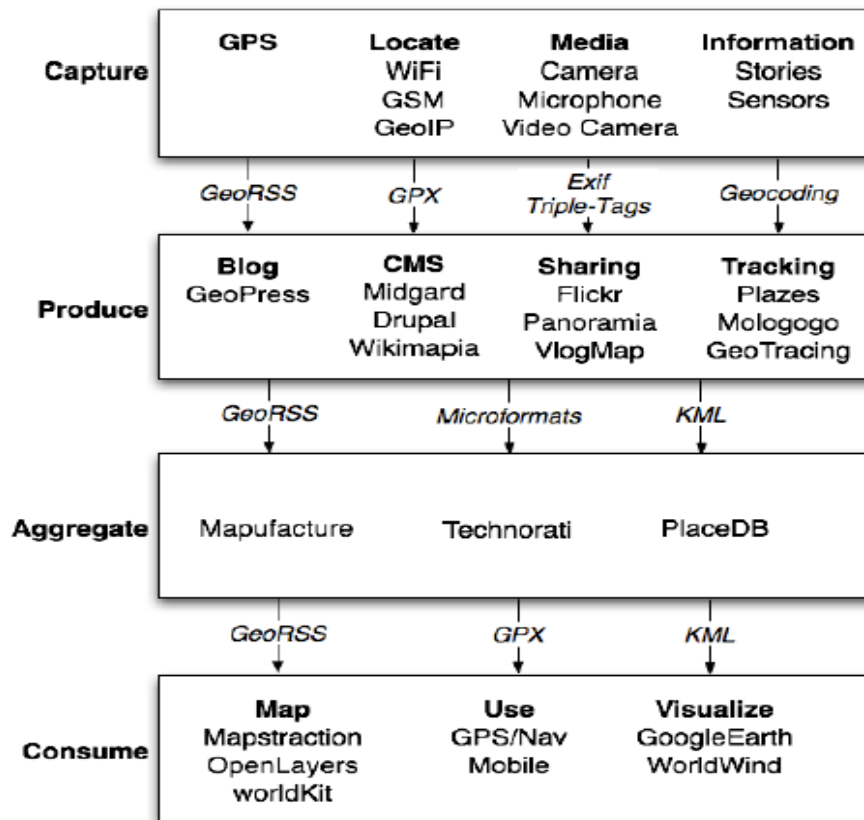 Capture
GPS
Locate
WiFi
GSM
GeoIP
Media
Camera
Microphone
Video Camera
Information
Stories
Sensors
GeoRSS
GPX
Exif
Triple-Tags
Geocoding
Produce
Blog
GeoPress
CMS
Midgard
Drupal
Wikimapia
Sharing
Flickr
Panoramia
VlogMap
Tracking
Plazes
Mologogo
GeoTracing
GeoRSS
Microformats
KML
Aggregate
Mapufacture
Technorati
PlaceDB
GeoRSS
GPX
KML
Consume
Map
Mapstraction
OpenLayers
worldKit
Use
GPS/Nav
Mobile
Visualize
GoogleEarth
WorldWind